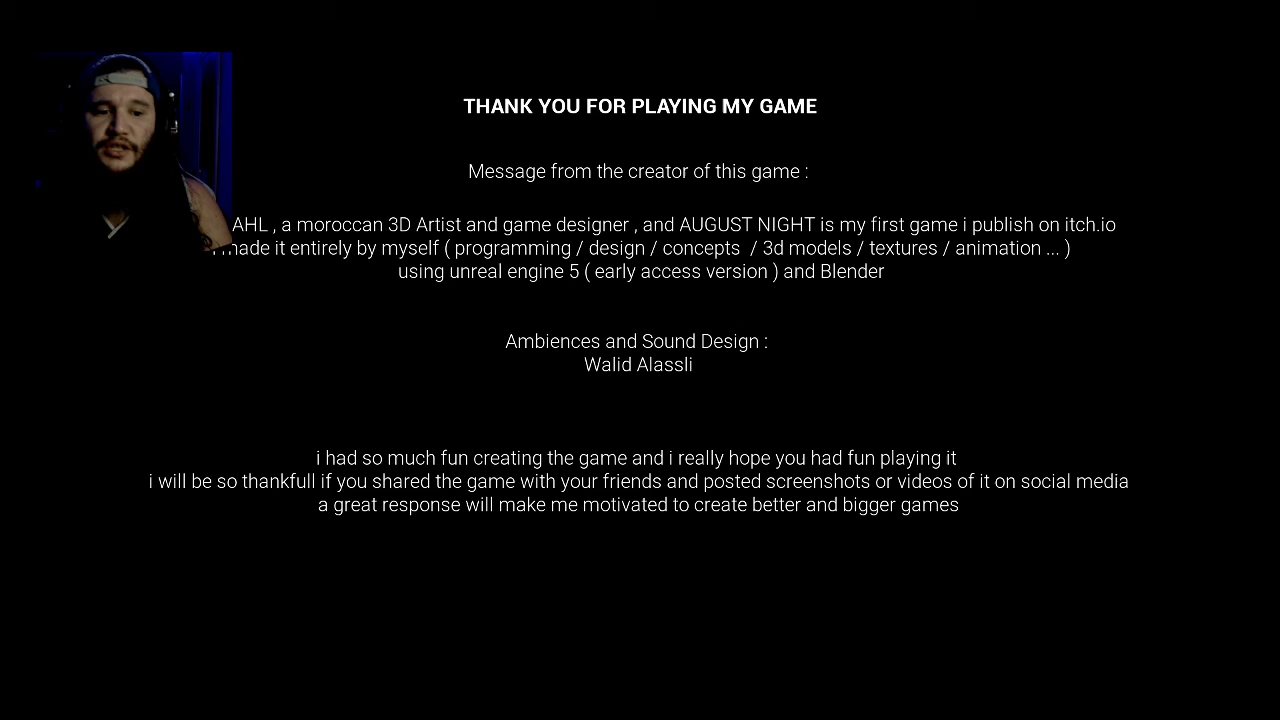 THANK YOU FOR PLAYING MY GAME
Message from the creator of this game :
AHL , a moroccan 3D Artist and game designer , and AUGUST NIGHT is my first game i publish on itch.io
made it entirely by myself ( programming / design / concepts / 3d models / textures / animation ... )
using unreal engine 5 ( early access version ) and Blender
Ambiences and Sound Design :
Walid Alassli
i had so much fun creating the game and i really hope you had fun playing it
i will be so thankfull if you shared the game with your friends and posted screenshots or videos of it on social media
a great response will make me motivated to create better and bigger games